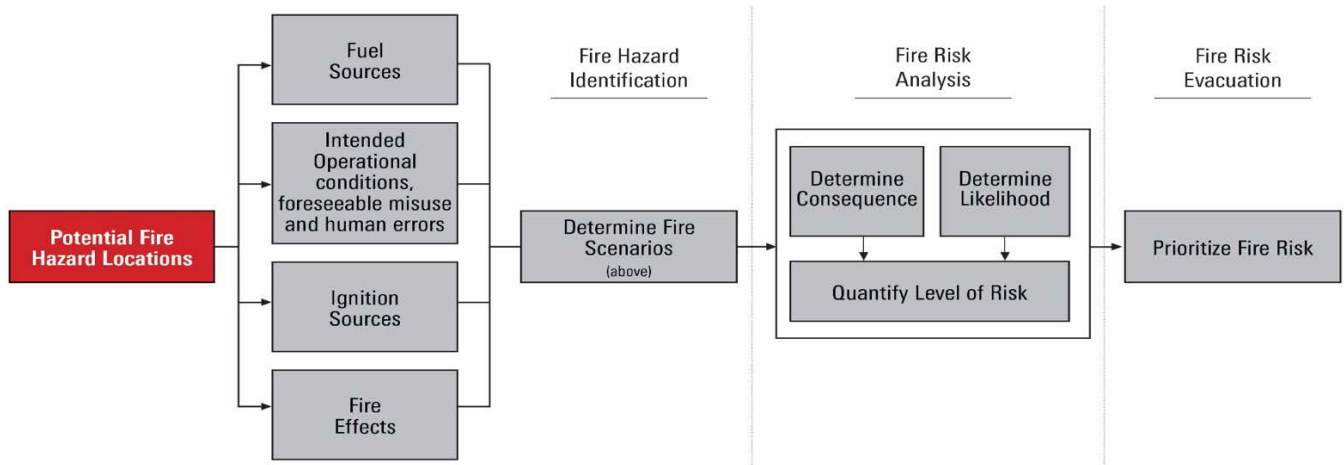 Potential Fire
Hazard Locations
Fuel
Sources
Intended
Operational
conditions,
foreseeable misuse
and human errors
Ignition
Sources
Fire
Effects
Fire Hazard
Identification
Determine Fire
Scenarios
(above)
Fire Risk
Analysis
Determine
Consequence
Determine
Likelihood
Quantify Level of Risk
Fire Risk
Evacuation
Prioritize Fire Risk